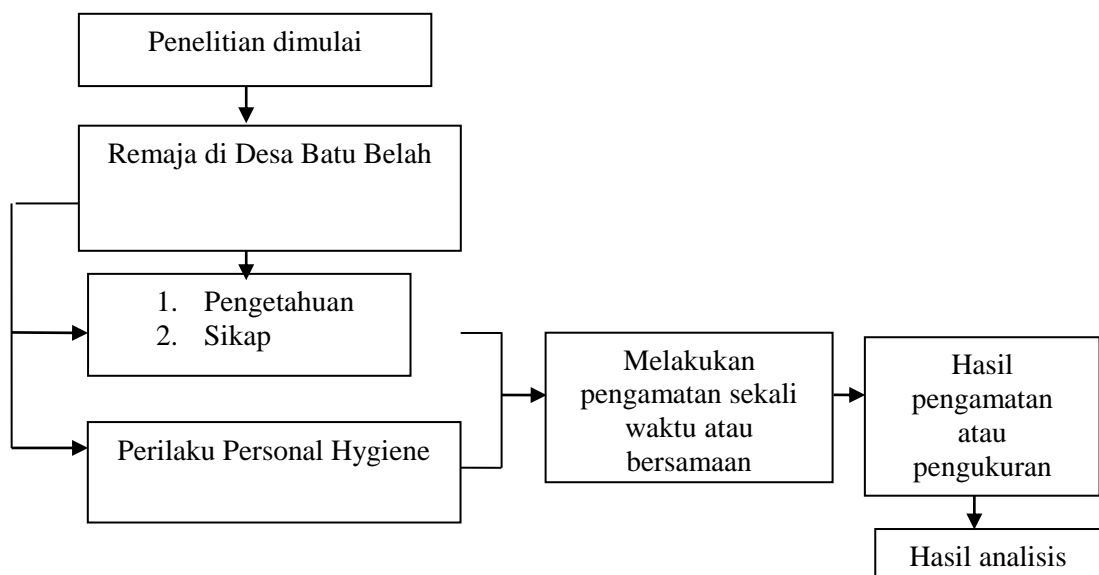 Penelitian dimulai
Remaja di Desa Batu Belah
1. Pengetahuan
2. Sikap
Perilaku Personal Hygiene
Melakukan
pengamatan sekali
waktu atau
bersamaan
Hasil
pengamatan
atau
pengukuran
Hasil analisis